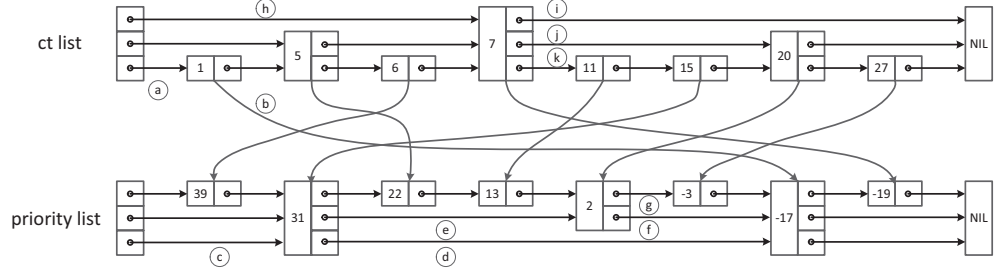 h i
ct list 5 7 j 20 NIL
1 6 k 11 15 27
a b
39 22 13 -3 -19
priority list 31 2 g -17 NIL
e f
c d